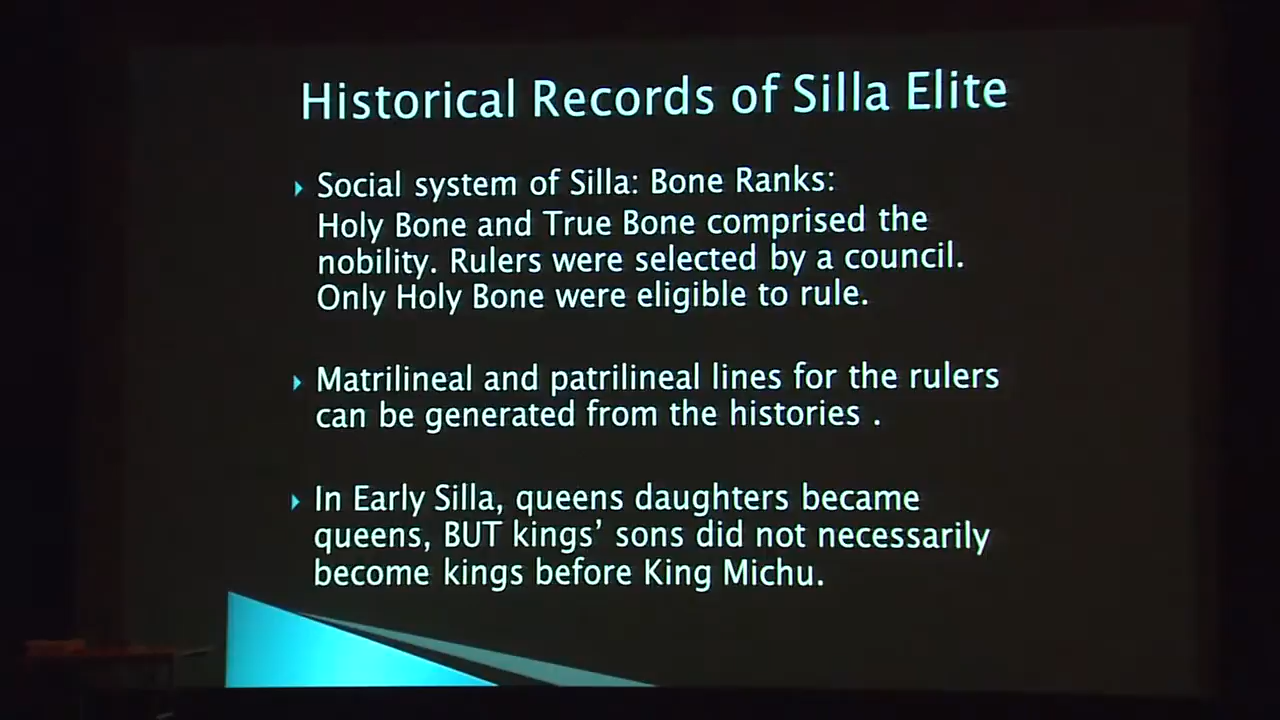 Historical Records of Silla Elite
Social system of Silla: Bone Ranks:
Holy Bone and True Bone comprised the
nobility. Rulers were selected by a council.
Only Holy Bone were eligible to rule.
Matrilineal and patrilineal lines for the rulers
can be generated from the histories .
In Early Silla, queens daughters became
queens, BUT kings’ sons did not necessarily
become kings before King Michu.